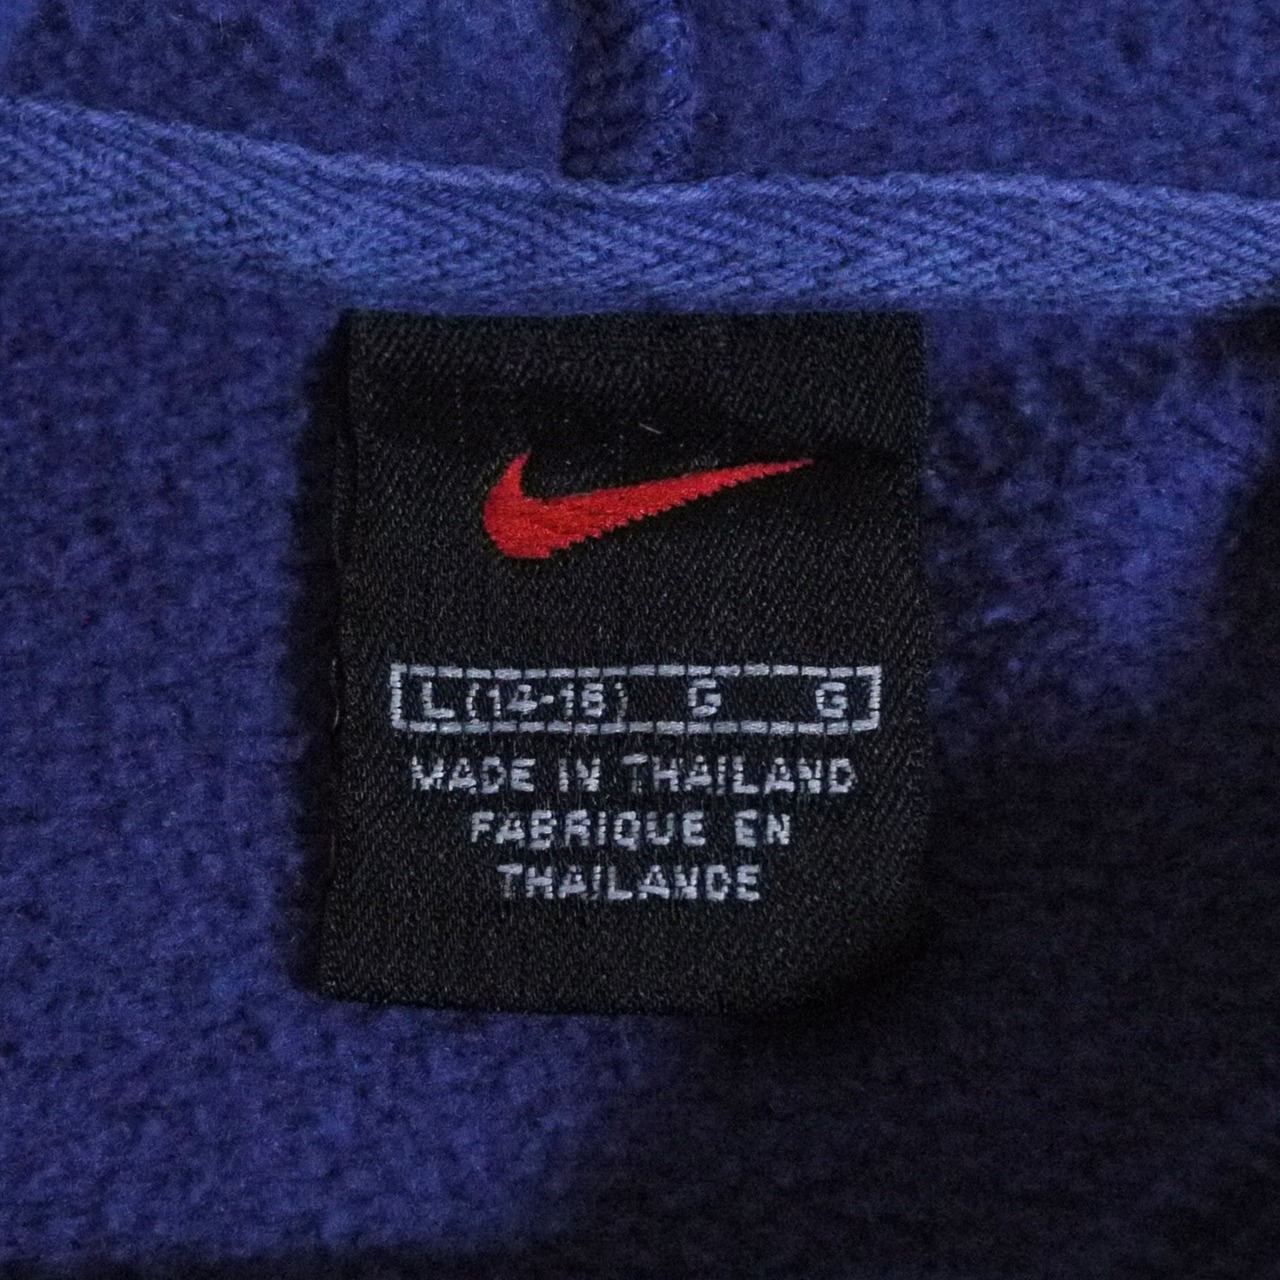 L (14-16) G G
MADE IN THAILAND
FABRIQUE EN
THAILANDE